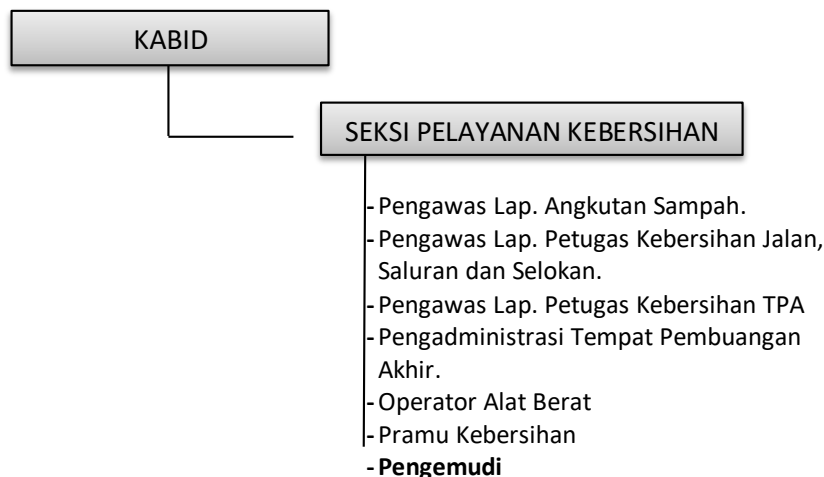 KABID
SEKSI PELAYANAN KEBERSIHAN
- Pengawas Lap. Angkutan Sampah.
- Pengawas Lap. Petugas Kebersihan Jalan,
Saluran dan Selokan.
- Pengawas Lap. Petugas Kebersihan TPA
- Pengadministrasi Tempat Pembuangan
Akhir.
- Operator Alat Berat
- Pramu Kebersihan
- Pengemudi